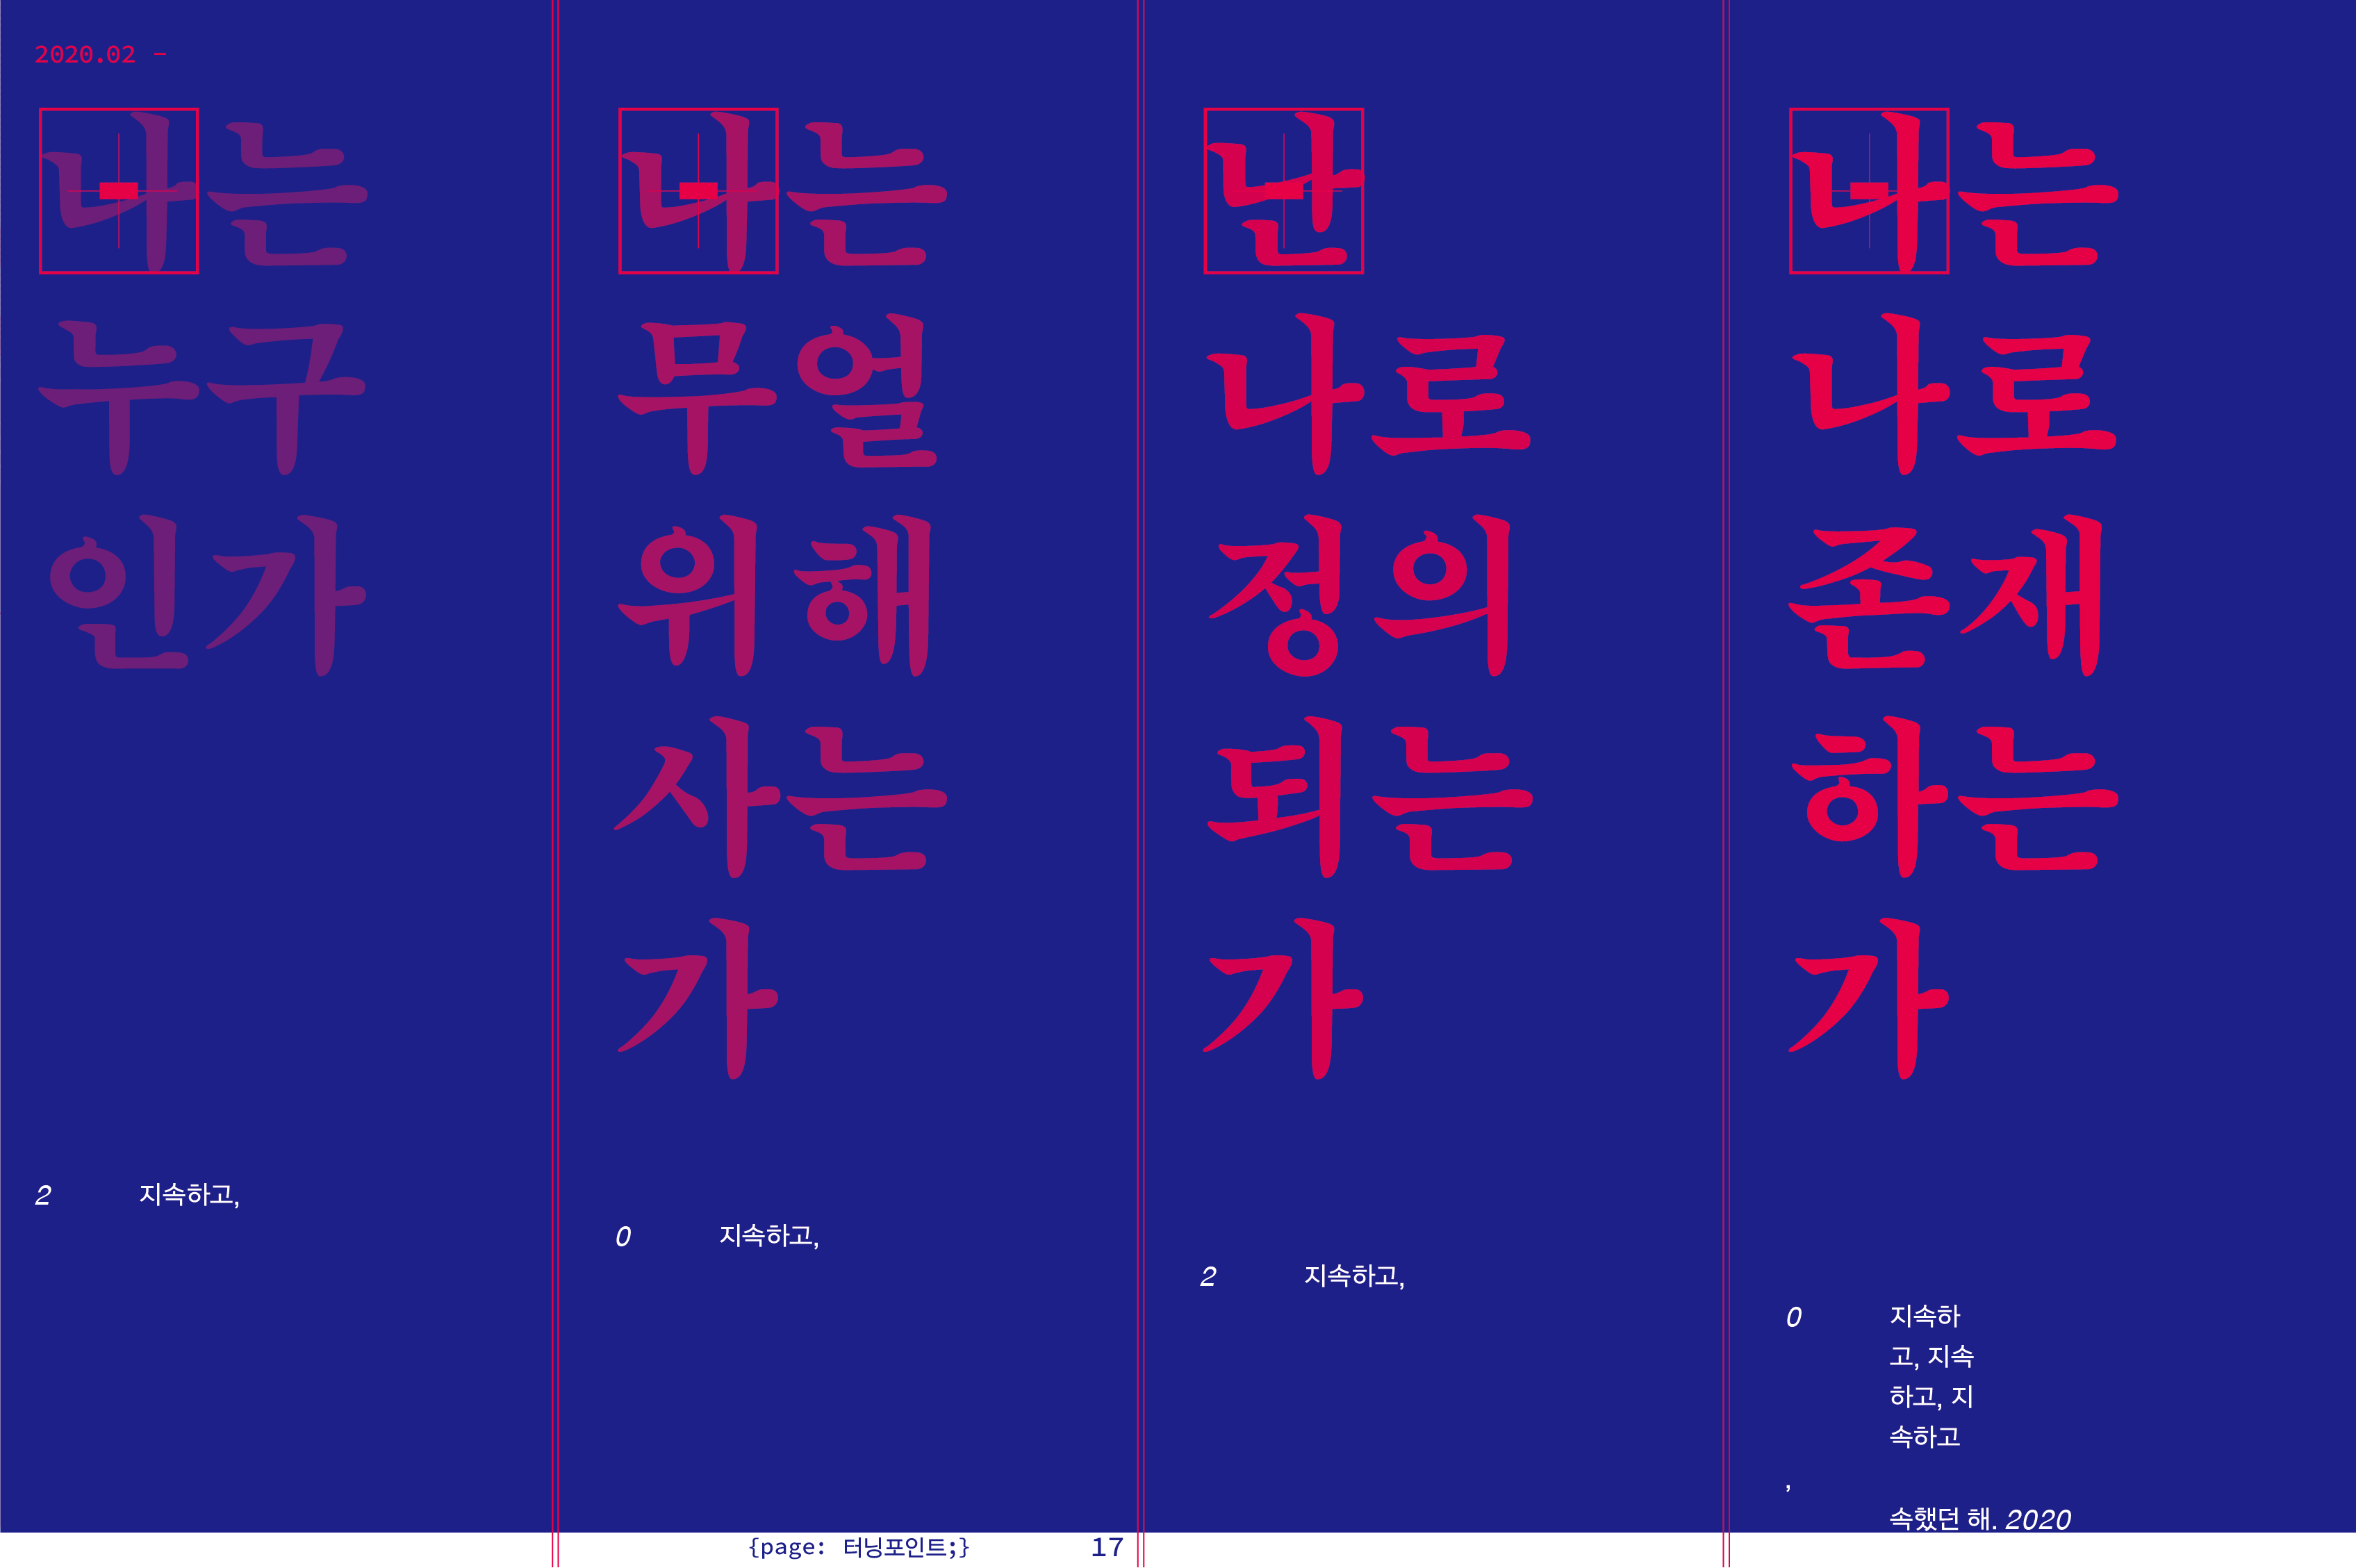 2020.02 –
나는
누구
인가
2 지속하고,
나는
무얼
위해
사는
가
0 지속하고,
난
나로
정의
되는
가
2 지속하고,
나는
나로
존재
하는
가
0 지속하
고, 지속
하고, 지
속하고
,
속했던 해. 2020
{page: 터닝포인트;} 17